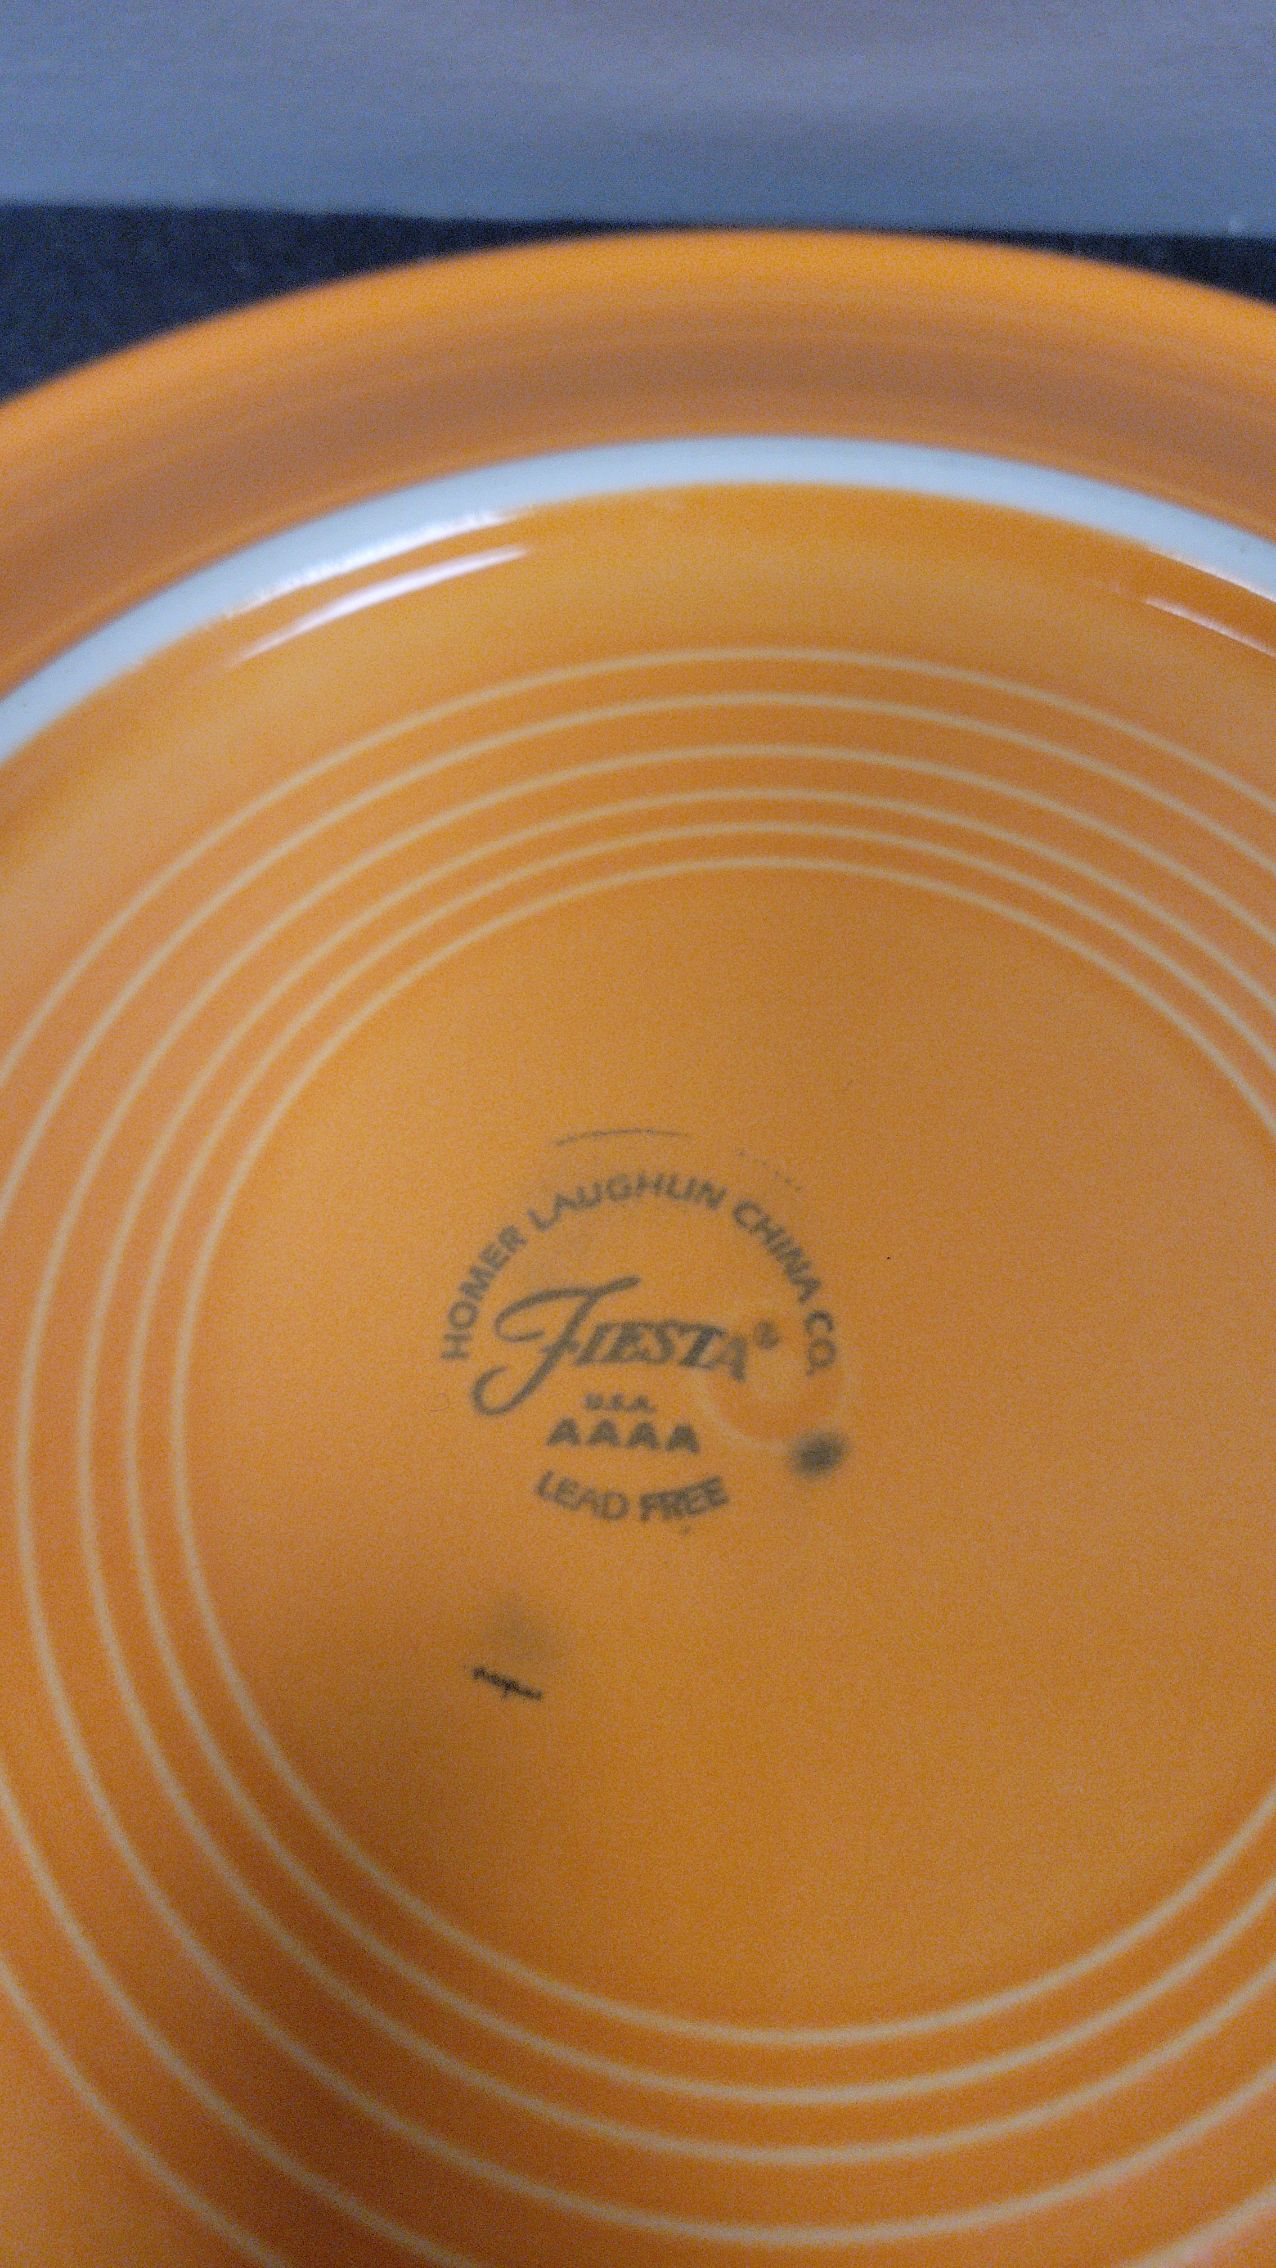 HOMER LAUGHLIN CHINA CO.
FIESTA®
U.S.A.
AAAA
LEAD FREE